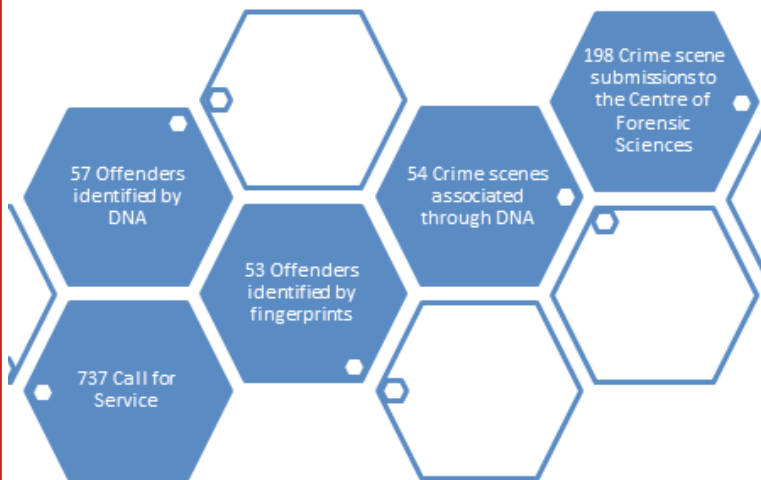 198 Crime scene
submissions to
the Centre of
Forensic
Sciences
57 Offenders
identified by
DNA
54 Crime scenes
associated
through DNA
53 Offenders
identified by
fingerprints
737 Call for
Service